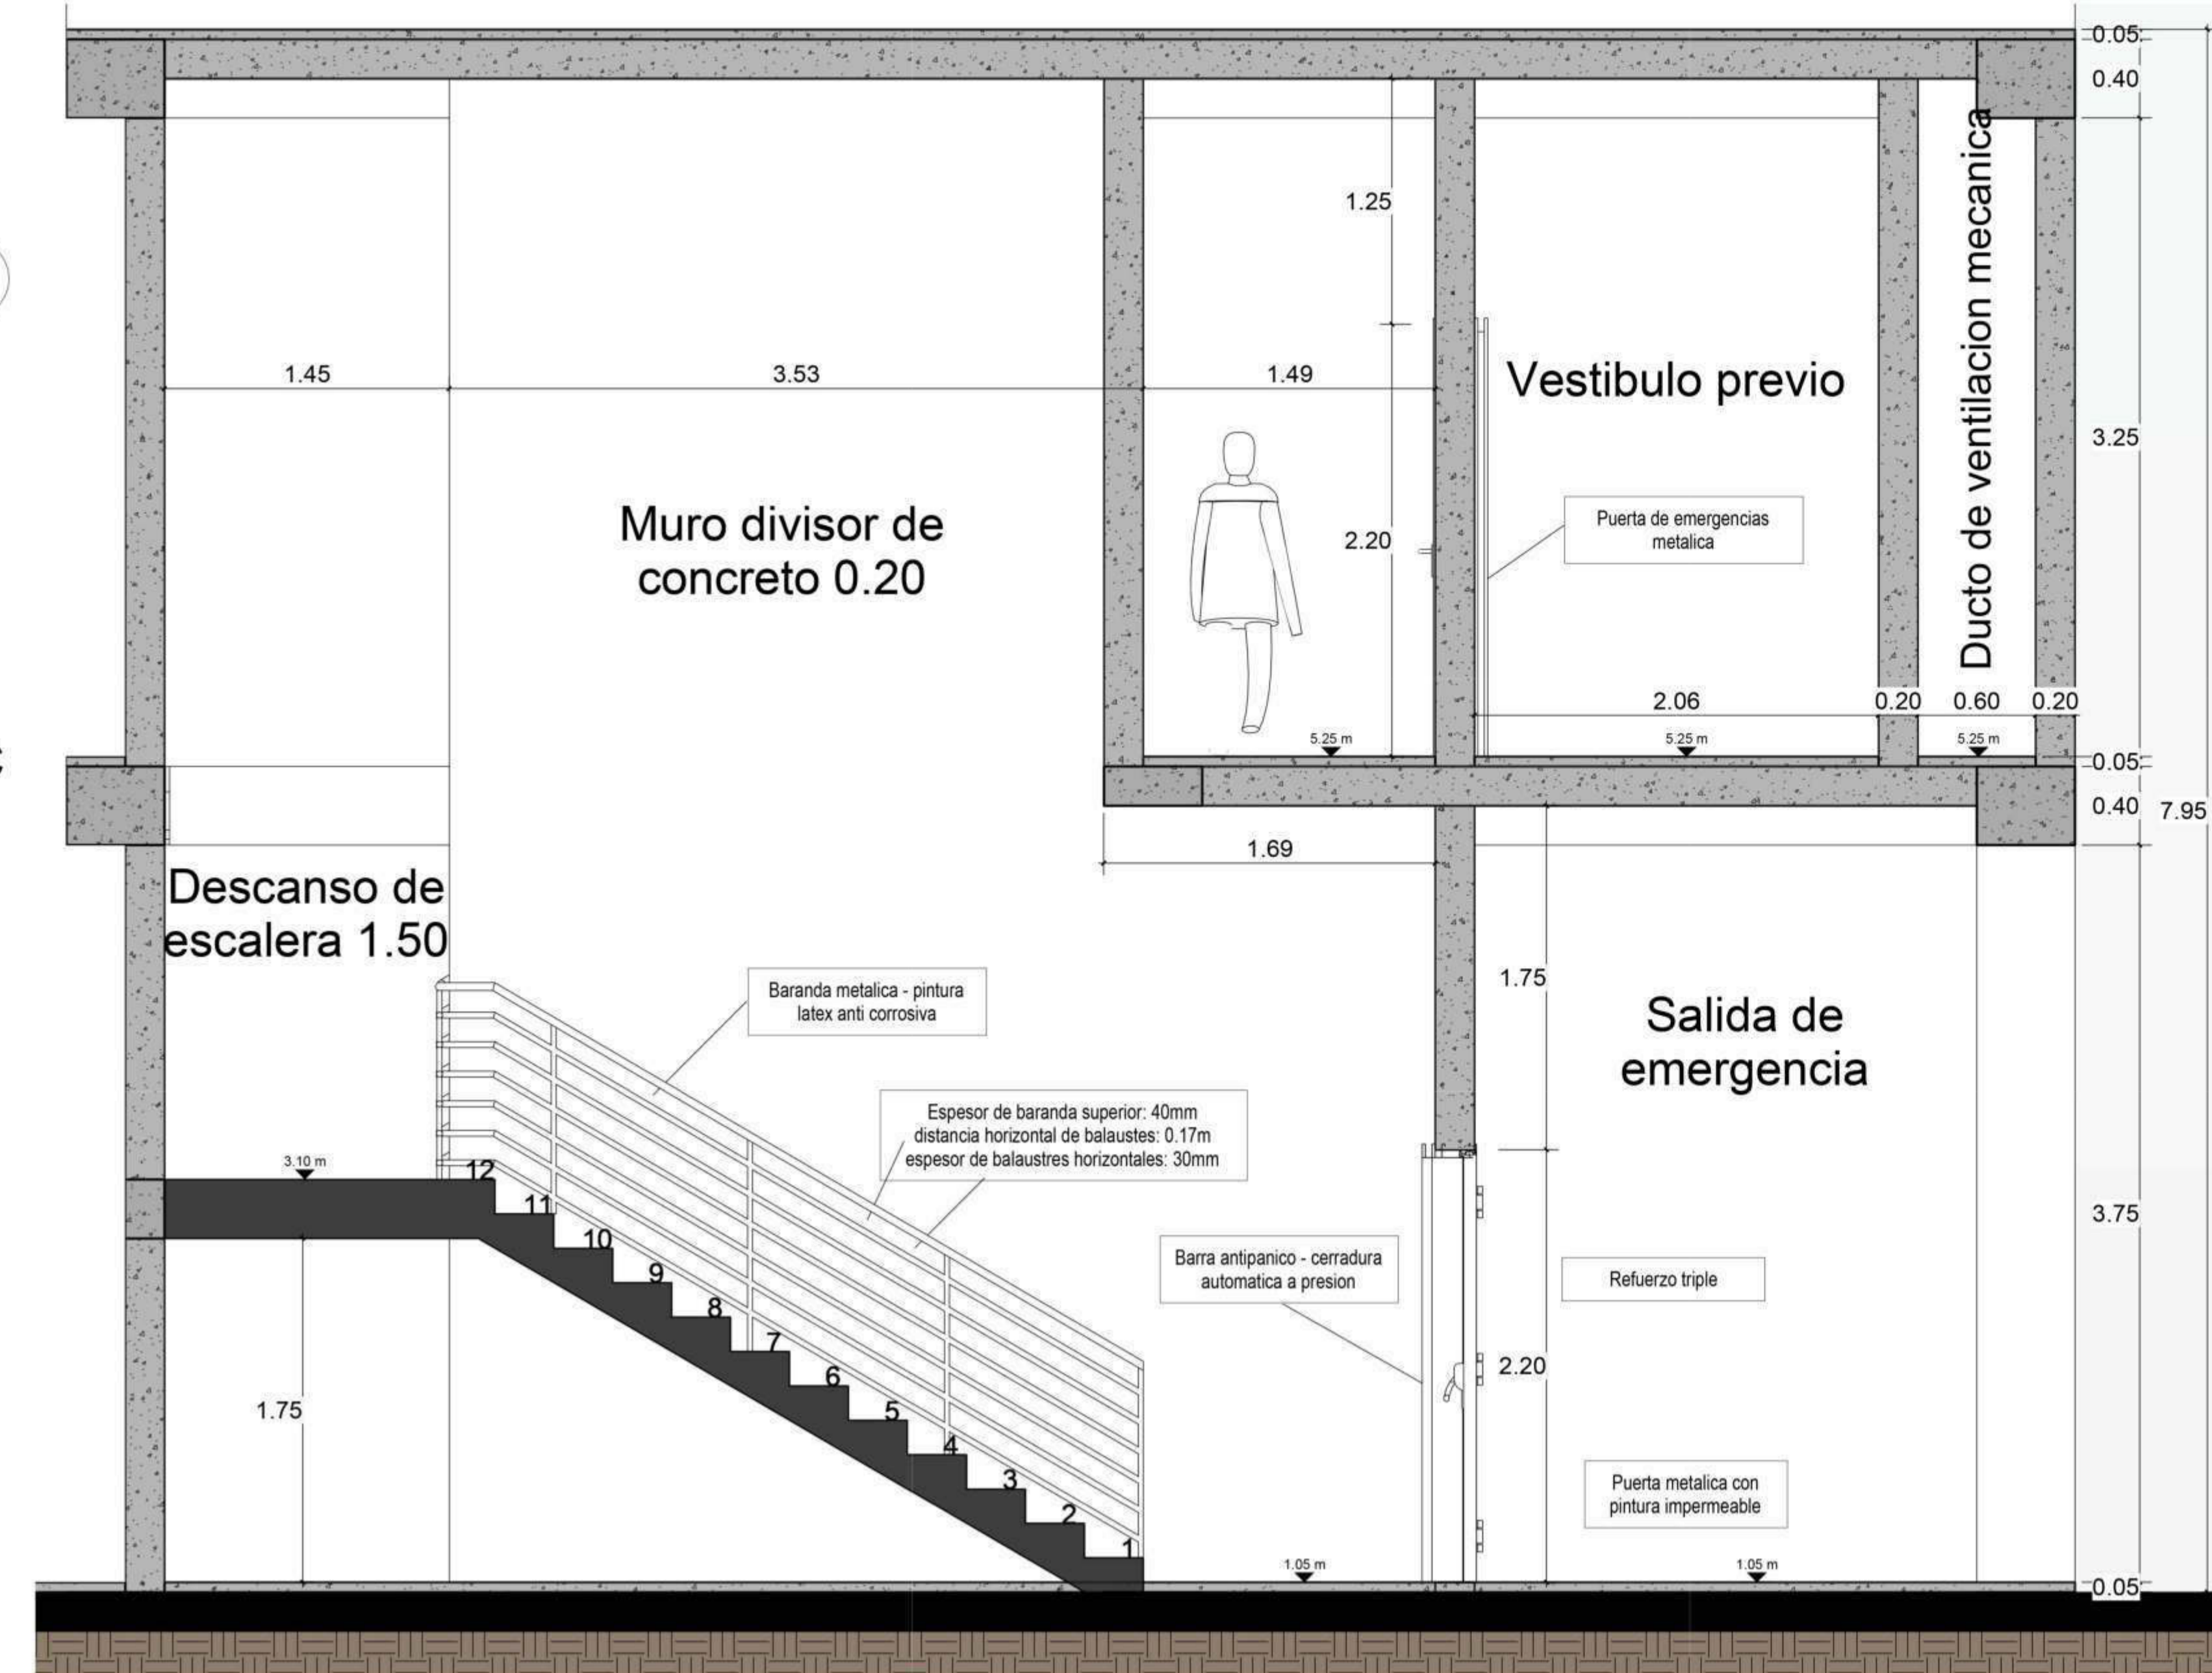 0.05
0.40
1.25
1.45
3.53
1.49
Vestibulo previo
Ducto de ventilacion mecanica
3.25
Muro divisor de
concreto 0.20
2.20
Puerta de emergencias
metalica
2.06
0.20
0.60
0.20
5.25 m
5.25 m
5.25 m
0.05
0.40
7.95
1.69
Descanso de
escalera 1.50
1.75
Baranda metalica - pintura
latex anti corrosiva
Salida de
emergencia
Espesor de baranda superior: 40mm
distancia horizontal de balaustes: 0.17m
espesor de balaustres horizontales: 30mm
3.10 m
12
11
10
9
8
7
6
5
4
3
2
1
3.75
Barra antipanico - cerradura
automatica a presion
Refuerzo triple
2.20
1.75
Puerta metalica con
pintura impermeable
1.05 m
1.05 m
0.05